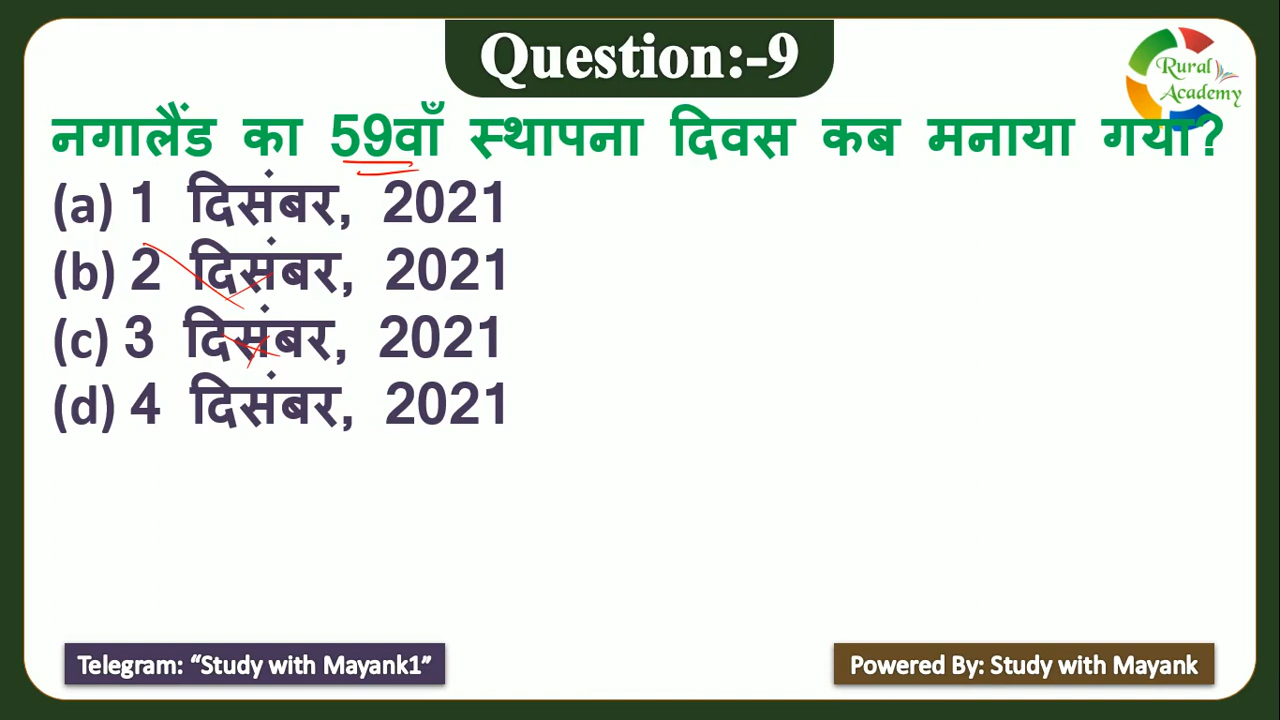 Question:-9
Rural
Academy
नगालैंड का 59वाँ स्थापना दिवस कब मनाया गया?
(a) 1 दिसंबर, 2021
(b) 2 दिसंबर, 2021
(c) 3 दिसंबर, 2021
(d) 4 दिसंबर, 2021
Telegram: “Study with Mayank1”
Powered By: Study with Mayank